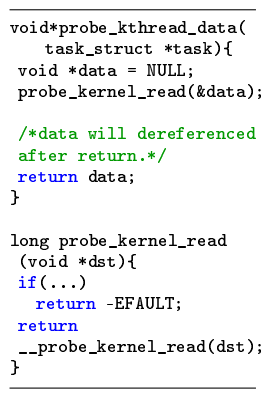 void*probe_kthread_data(
task_struct *task){
void *data = NULL;
probe_kernel_read(&data);
/*data will dereferenced
after return.*/
return data;
}
long probe_kernel_read
(void *dst){
if(...)
return -EFAULT;
return
__probe_kernel_read(dst);
}